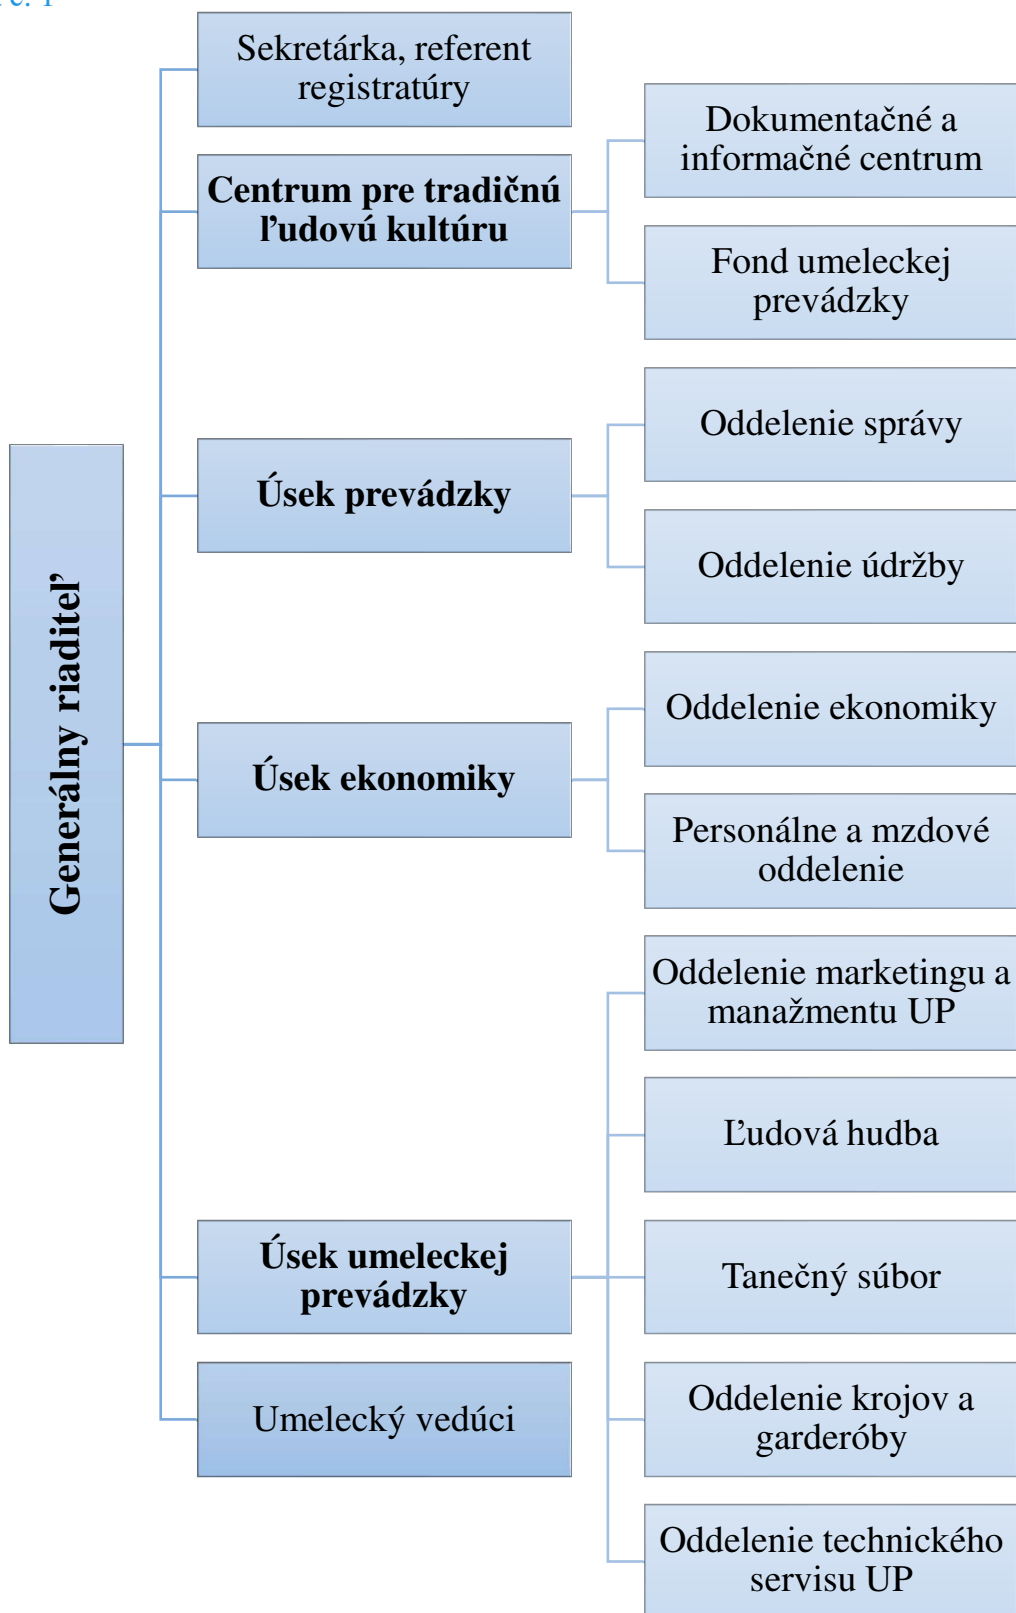 č. 1
Sekretárka, referent
registratúry
Dokumentačné a
informačné centrum
Centrum pre tradičnú
ľudovú kultúru
Fond umeleckej
prevádzky
Oddelenie správy
Úsek prevádzky
Oddelenie údržby
Generálny riaditeľ
Oddelenie ekonomiky
Úsek ekonomiky
Personálne a mzdové
oddelenie
Oddelenie marketingu a
manažmentu UP
Ľudová hudba
Úsek umeleckej
prevádzky
Tanečný súbor
Umelecký vedúci
Oddelenie krojov a
garderóby
Oddelenie technického
servisu UP